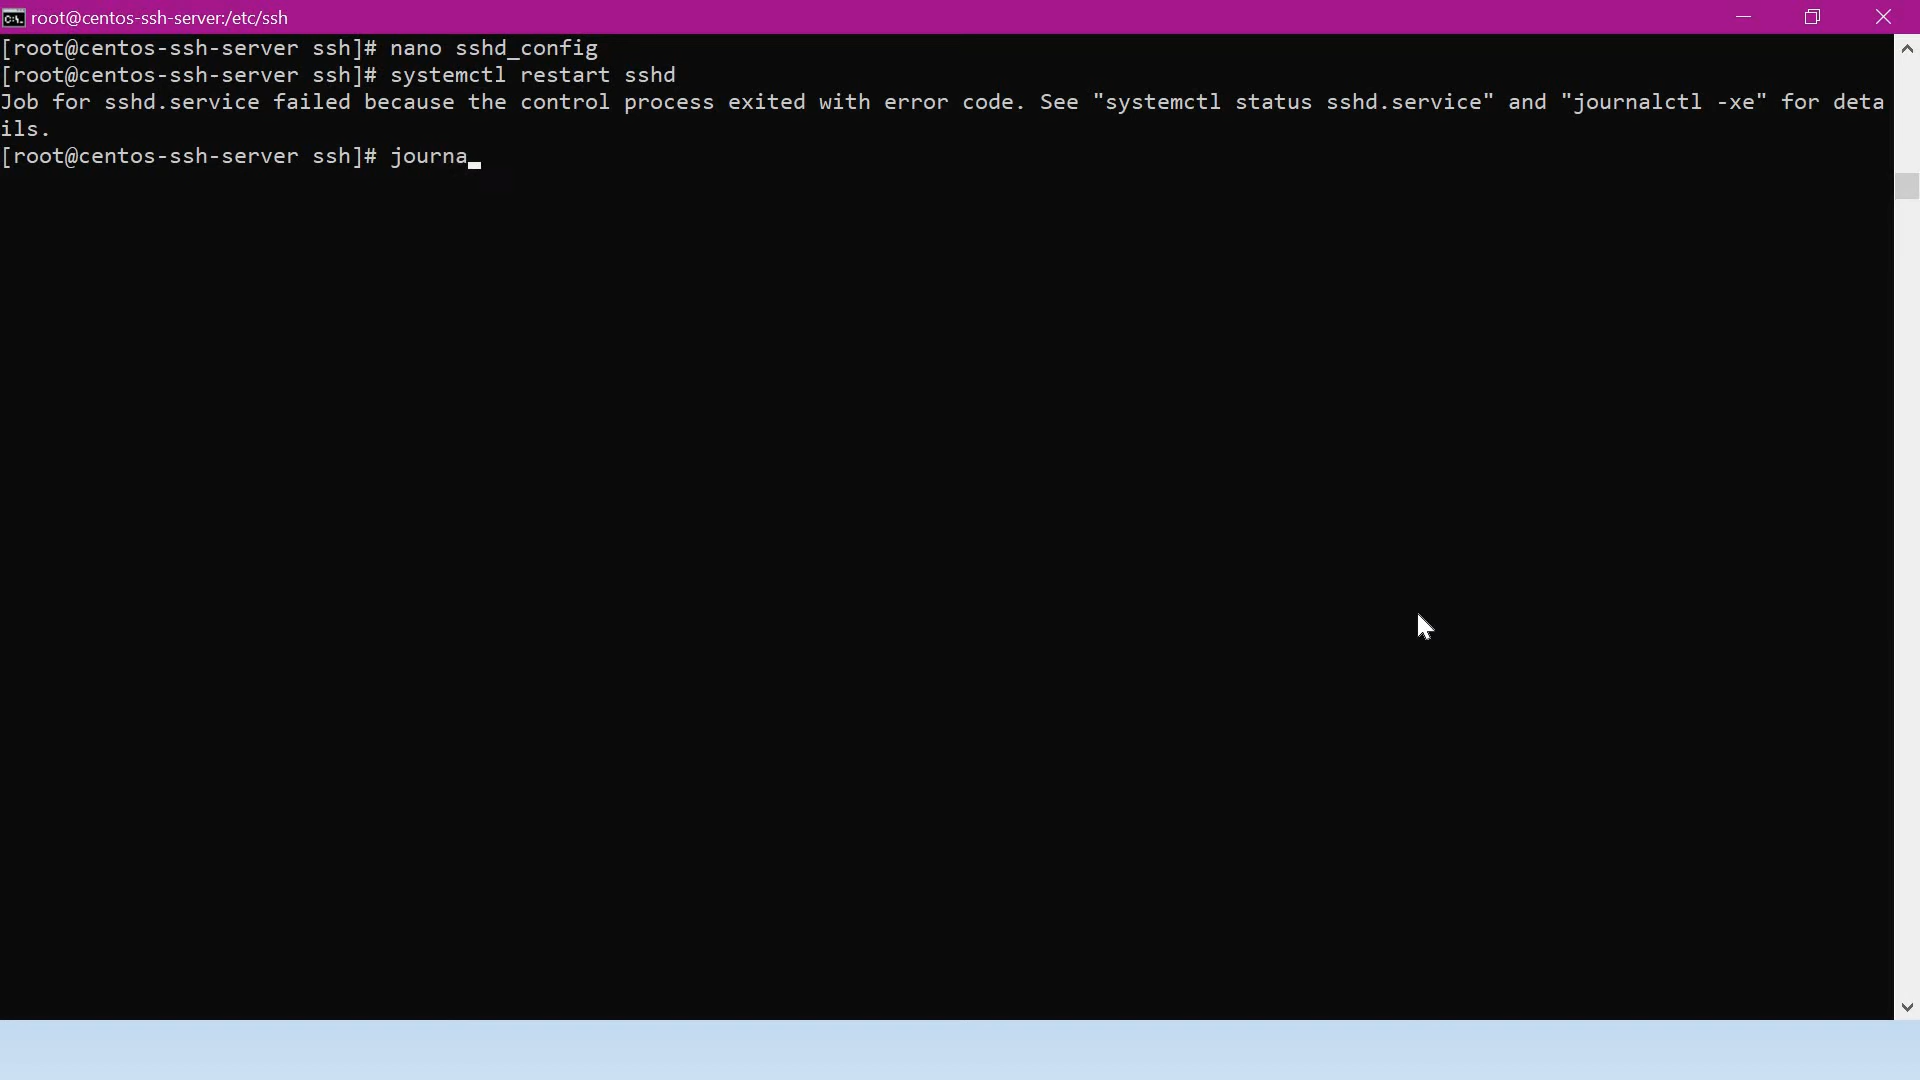 root@centos-ssh-server:/etc/ssh
[root@centos-ssh-server ssh]# nano sshd_config
[root@centos-ssh-server ssh]# systemctl restart sshd
Job for sshd.service failed because the control process exited with error code. See "systemctl status sshd.service" and "journalctl -xe" for deta
ils.
[root@centos-ssh-server ssh]# journa